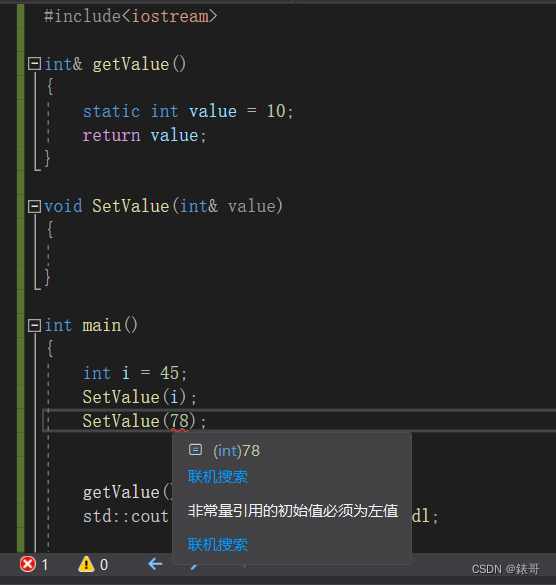 #include<iostream>
int& getValue()
{
static int value = 10;
return value;
}
void SetValue(int& value)
{
}
int main()
{
int i = 45;
SetValue(i);
SetValue(78);
(int)78
联机搜索
非常量引用的初始值必须为左值
联机搜索
getValue()
std::cout
dl;
1
0
CSDN @錶哥